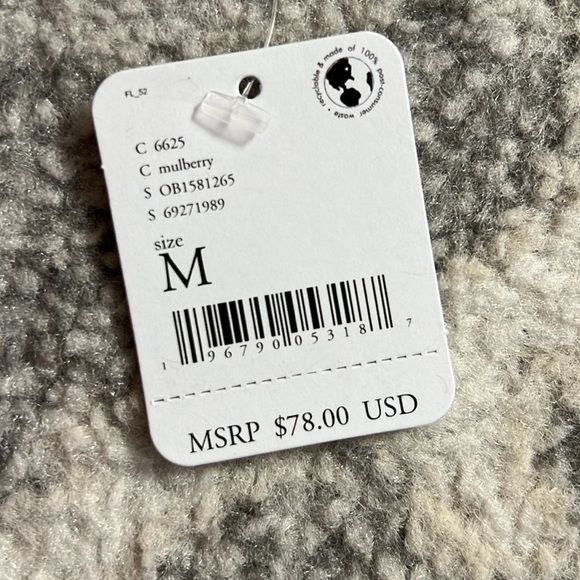 FL_52
recyclable & made of 100% post-consumer waste •
C 6625
C mulberry
S OB1581265
S 69271989
size
M
1 96790 05318 7
MSRP $78.00 USD